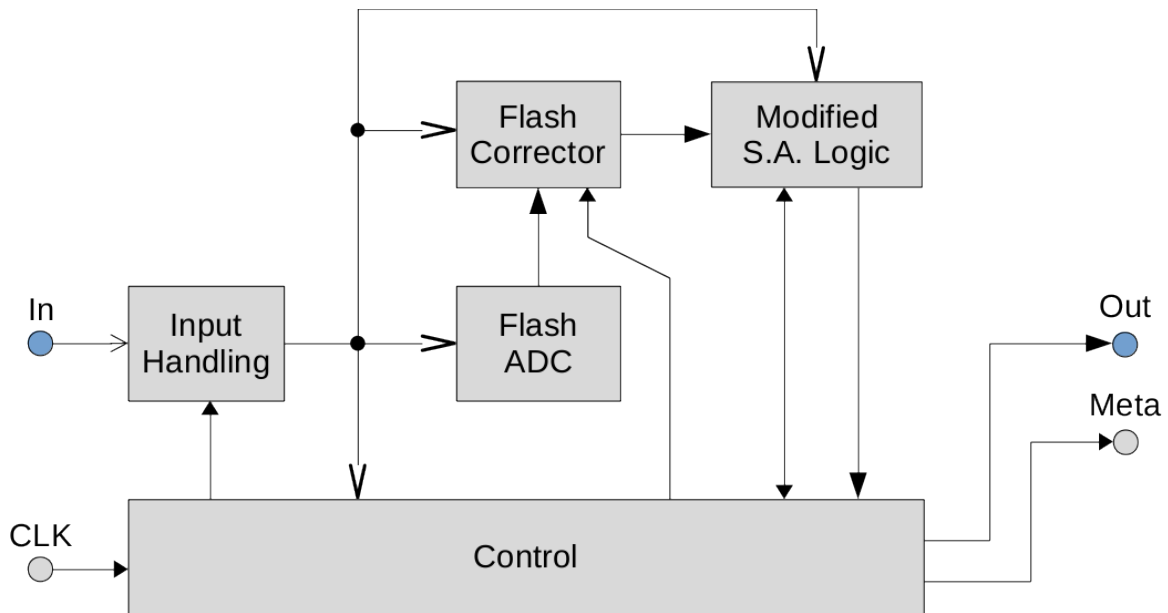 Flash
Corrector
Modified
S.A. Logic
In
Input
Handling
Flash
ADC
Out
Meta
CLK
Control